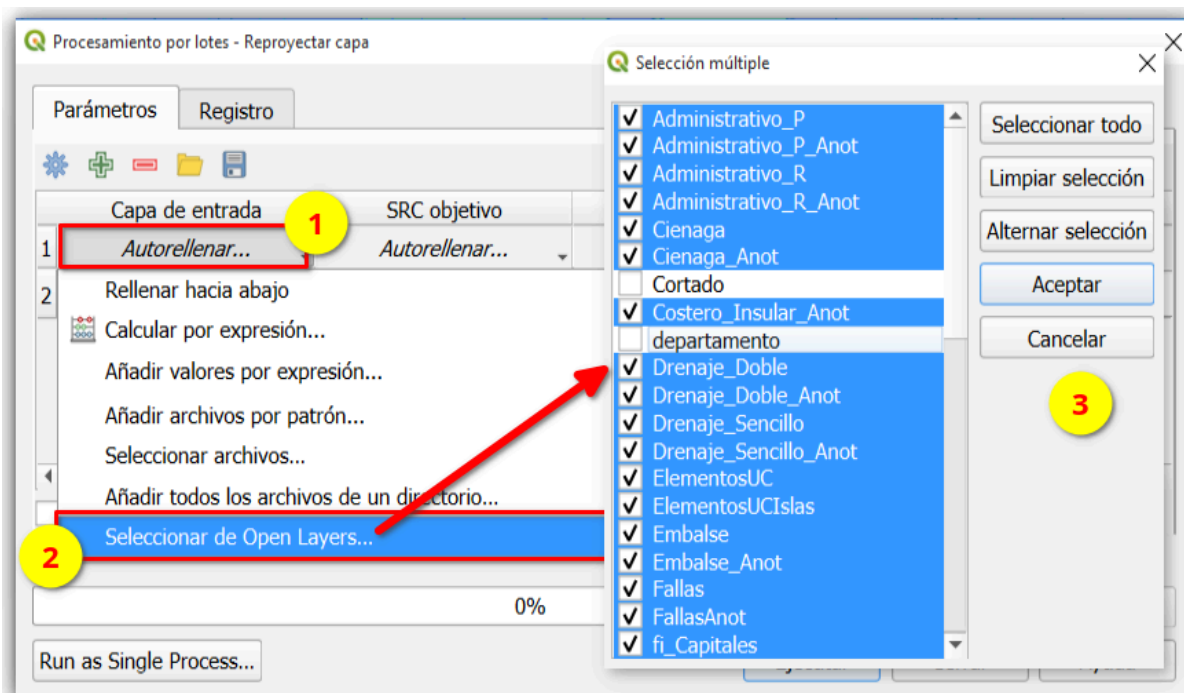 Procesamiento por lotes - Reproyectar capa
Parámetros
Registro
Capa de entrada
SRC objetivo
1
1
Autorellenar...
Autorellenar...
2
Rellenar hacia abajo
Calcular por expresión...
Añadir valores por expresión...
Añadir archivos por patrón...
Seleccionar archivos...
Añadir todos los archivos de un directorio...
Seleccionar de Open Layers...
2
0%
Run as Single Process...
Selección múltiple
Administrativo_P
Administrativo_P_Anot
Administrativo_R
Administrativo_R_Anot
Cienaga
Cienaga_Anot
Cortado
Costero_Insular_Anot
departamento
Drenaje_Doble
Drenaje_Doble_Anot
Drenaje_Sencillo
Drenaje_Sencillo_Anot
ElementosUC
ElementosUCIslas
Embalse
Embalse_Anot
Fallas
FallasAnot
fi_Capitales
Seleccionar todo
Limpiar selección
Alternar selección
Aceptar
Cancelar
3